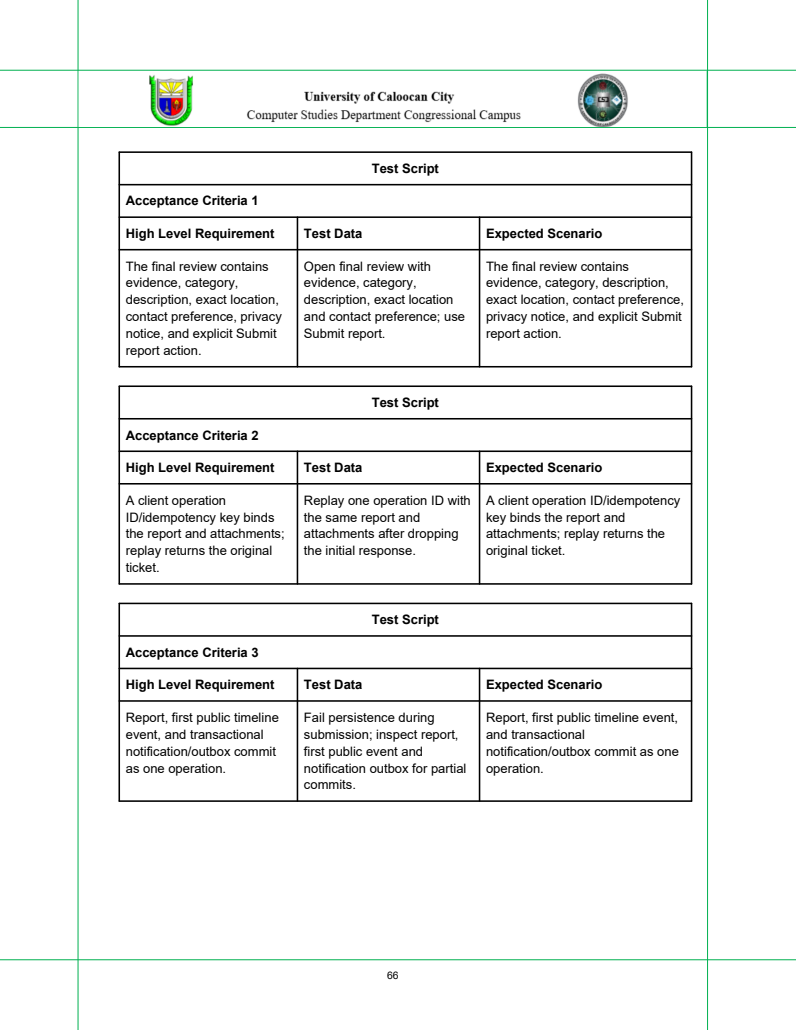 University of Caloocan City
Computer Studies Department Congressional Campus
Test Script
Acceptance Criteria 1
High Level Requirement
Test Data
Expected Scenario
The final review contains
evidence, category,
description, exact location,
contact preference, privacy
notice, and explicit Submit
report action.
Open final review with
evidence, category,
description, exact location
and contact preference; use
Submit report.
The final review contains
evidence, category, description,
exact location, contact preference,
privacy notice, and explicit Submit
report action.
Test Script
Acceptance Criteria 2
High Level Requirement
Test Data
Expected Scenario
A client operation
ID/idempotency key binds
the report and attachments;
replay returns the original
ticket.
Replay one operation ID with
the same report and
attachments after dropping
the initial response.
A client operation ID/idempotency
key binds the report and
attachments; replay returns the
original ticket.
Test Script
Acceptance Criteria 3
High Level Requirement
Test Data
Expected Scenario
Report, first public timeline
event, and transactional
notification/outbox commit
as one operation.
Fail persistence during
submission; inspect report,
first public event and
notification outbox for partial
commits.
Report, first public timeline event,
and transactional
notification/outbox commit as one
operation.
66